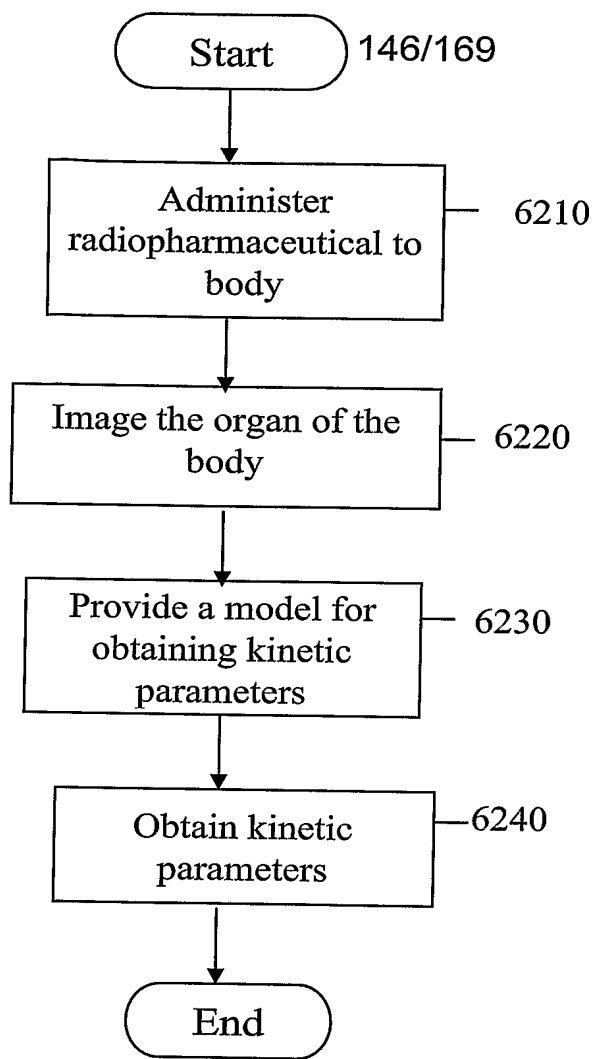 Start
146/169
Administer
radiopharmaceutical to
body
6210
Image the organ of the
body
6220
Provide a model for
obtaining kinetic
parameters
6230
Obtain kinetic
parameters
6240
End